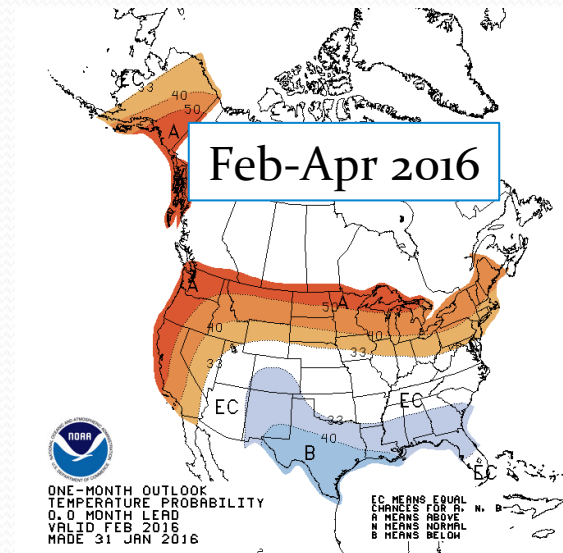 EC
33
40
50
A
Feb-Apr 2016
A
50
A
40
40
33
33
EC
EC
33
40
B
EC
NOAA
ONE-MONTH OUTLOOK
TEMPERATURE PROBABILITY
0.0 MONTH LEAD
VALID FEB 2016
MADE 31 JAN 2016
EC MEANS EQUAL
CHANCES FOR A, N, B
A MEANS ABOVE
N MEANS NORMAL
B MEANS BELOW